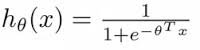 h_θ(x) = 1 / (1+e^{-θ^T x})